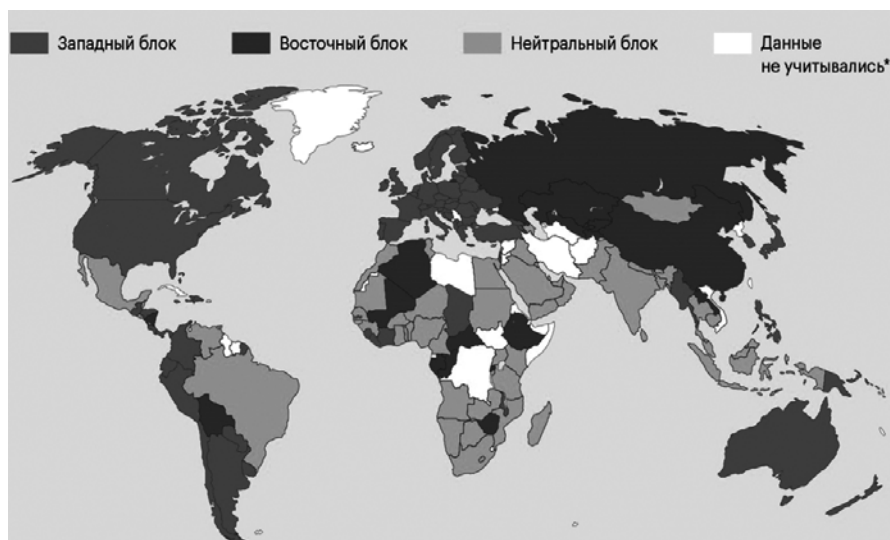 Западный блок
Восточный блок
Нейтральный блок
Данные
не учитывались*